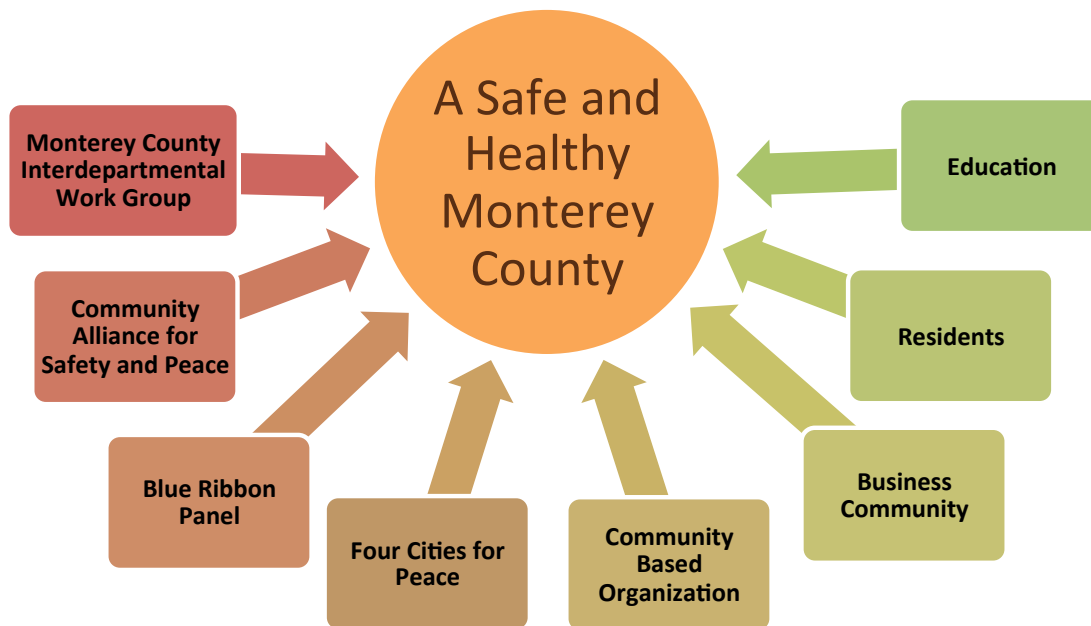 A Safe and
Healthy
Monterey
County
Monterey County
Interdepartmental
Work Group
Community
Alliance for
Safety and Peace
Blue Ribbon
Panel
Four Cities for
Peace
Community
Based
Organization
Business
Community
Residents
Education